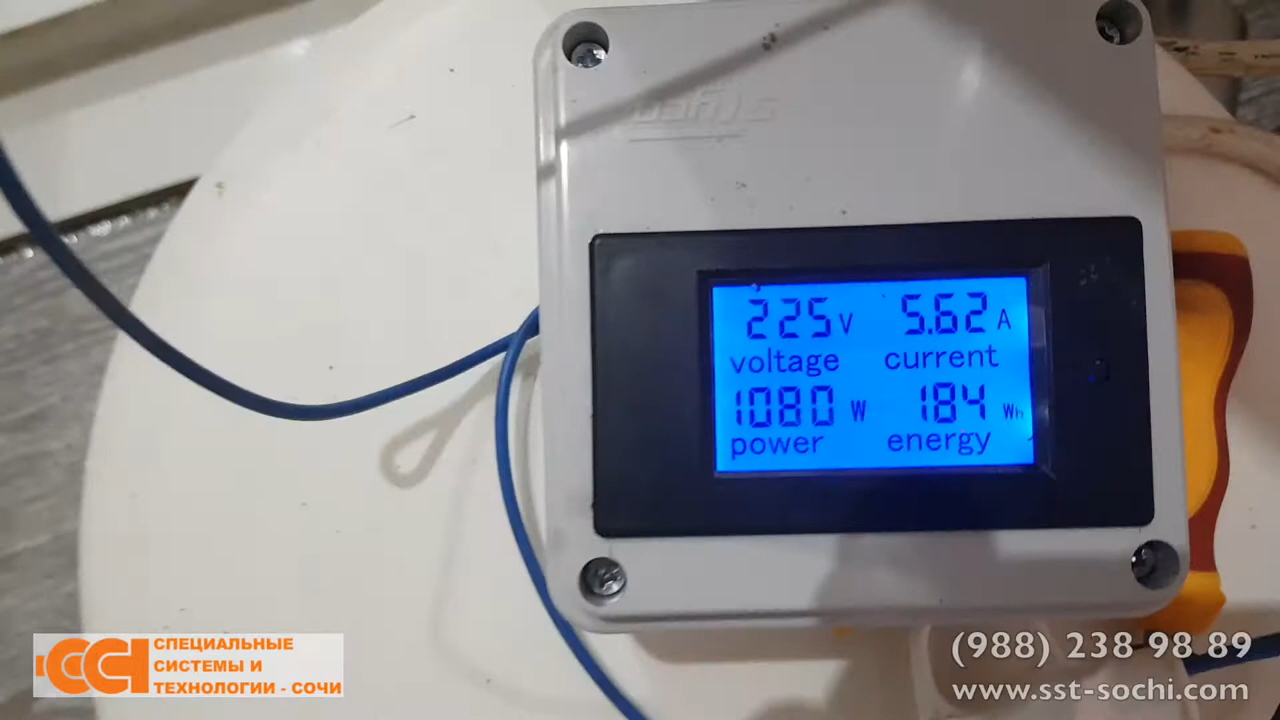 225 V 5.62 A
voltage current
1080 W 184 Wh
power energy
ССТ СПЕЦИАЛЬНЫЕ
СИСТЕМЫ И
ТЕХНОЛОГИИ - СОЧИ
(988) 238 98 89
www.sst-sochi.com